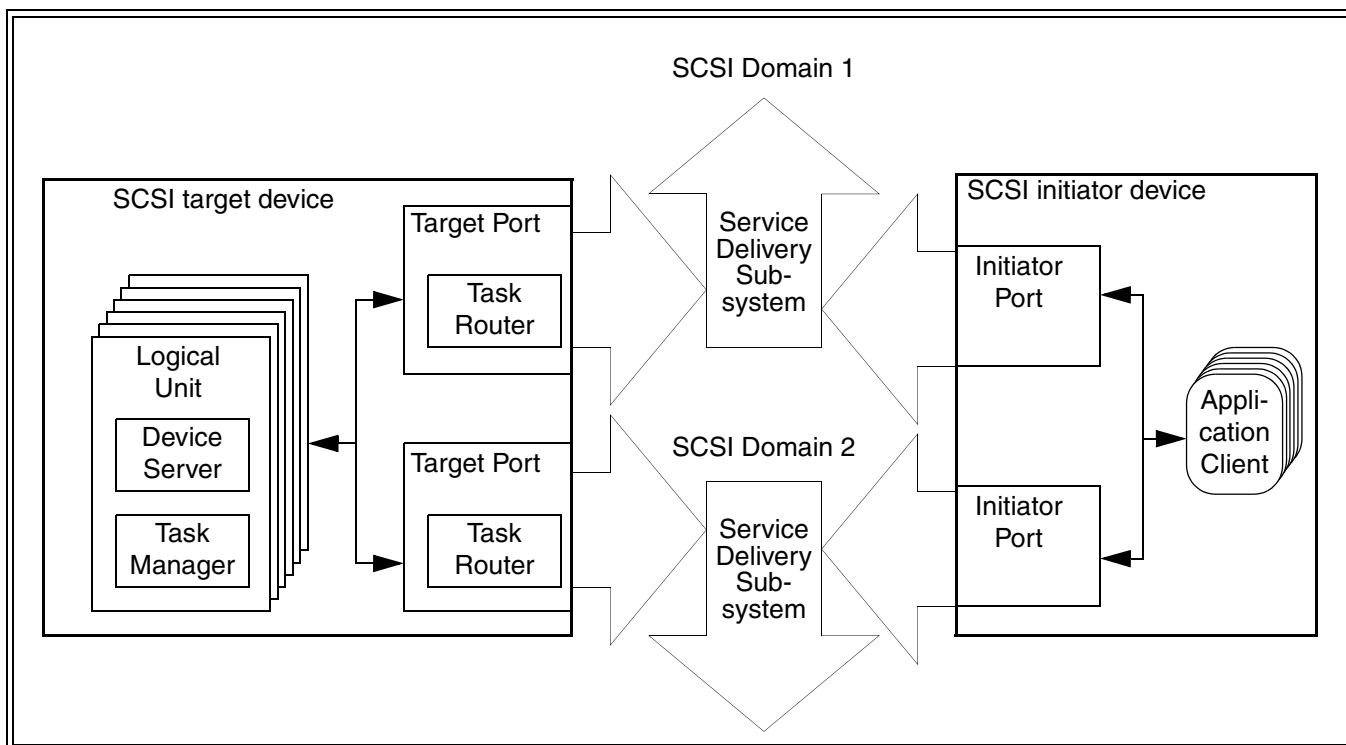 SCSI Domain 1
SCSI target device
Target Port
Task
Router
Logical
Unit
Device
Server
Task
Manager
Target Port
Task
Router
Service
Delivery
Sub-
system
SCSI Domain 2
Service
Delivery
Sub-
system
SCSI initiator device
Initiator
Port
Appli-
cation
Client
Initiator
Port